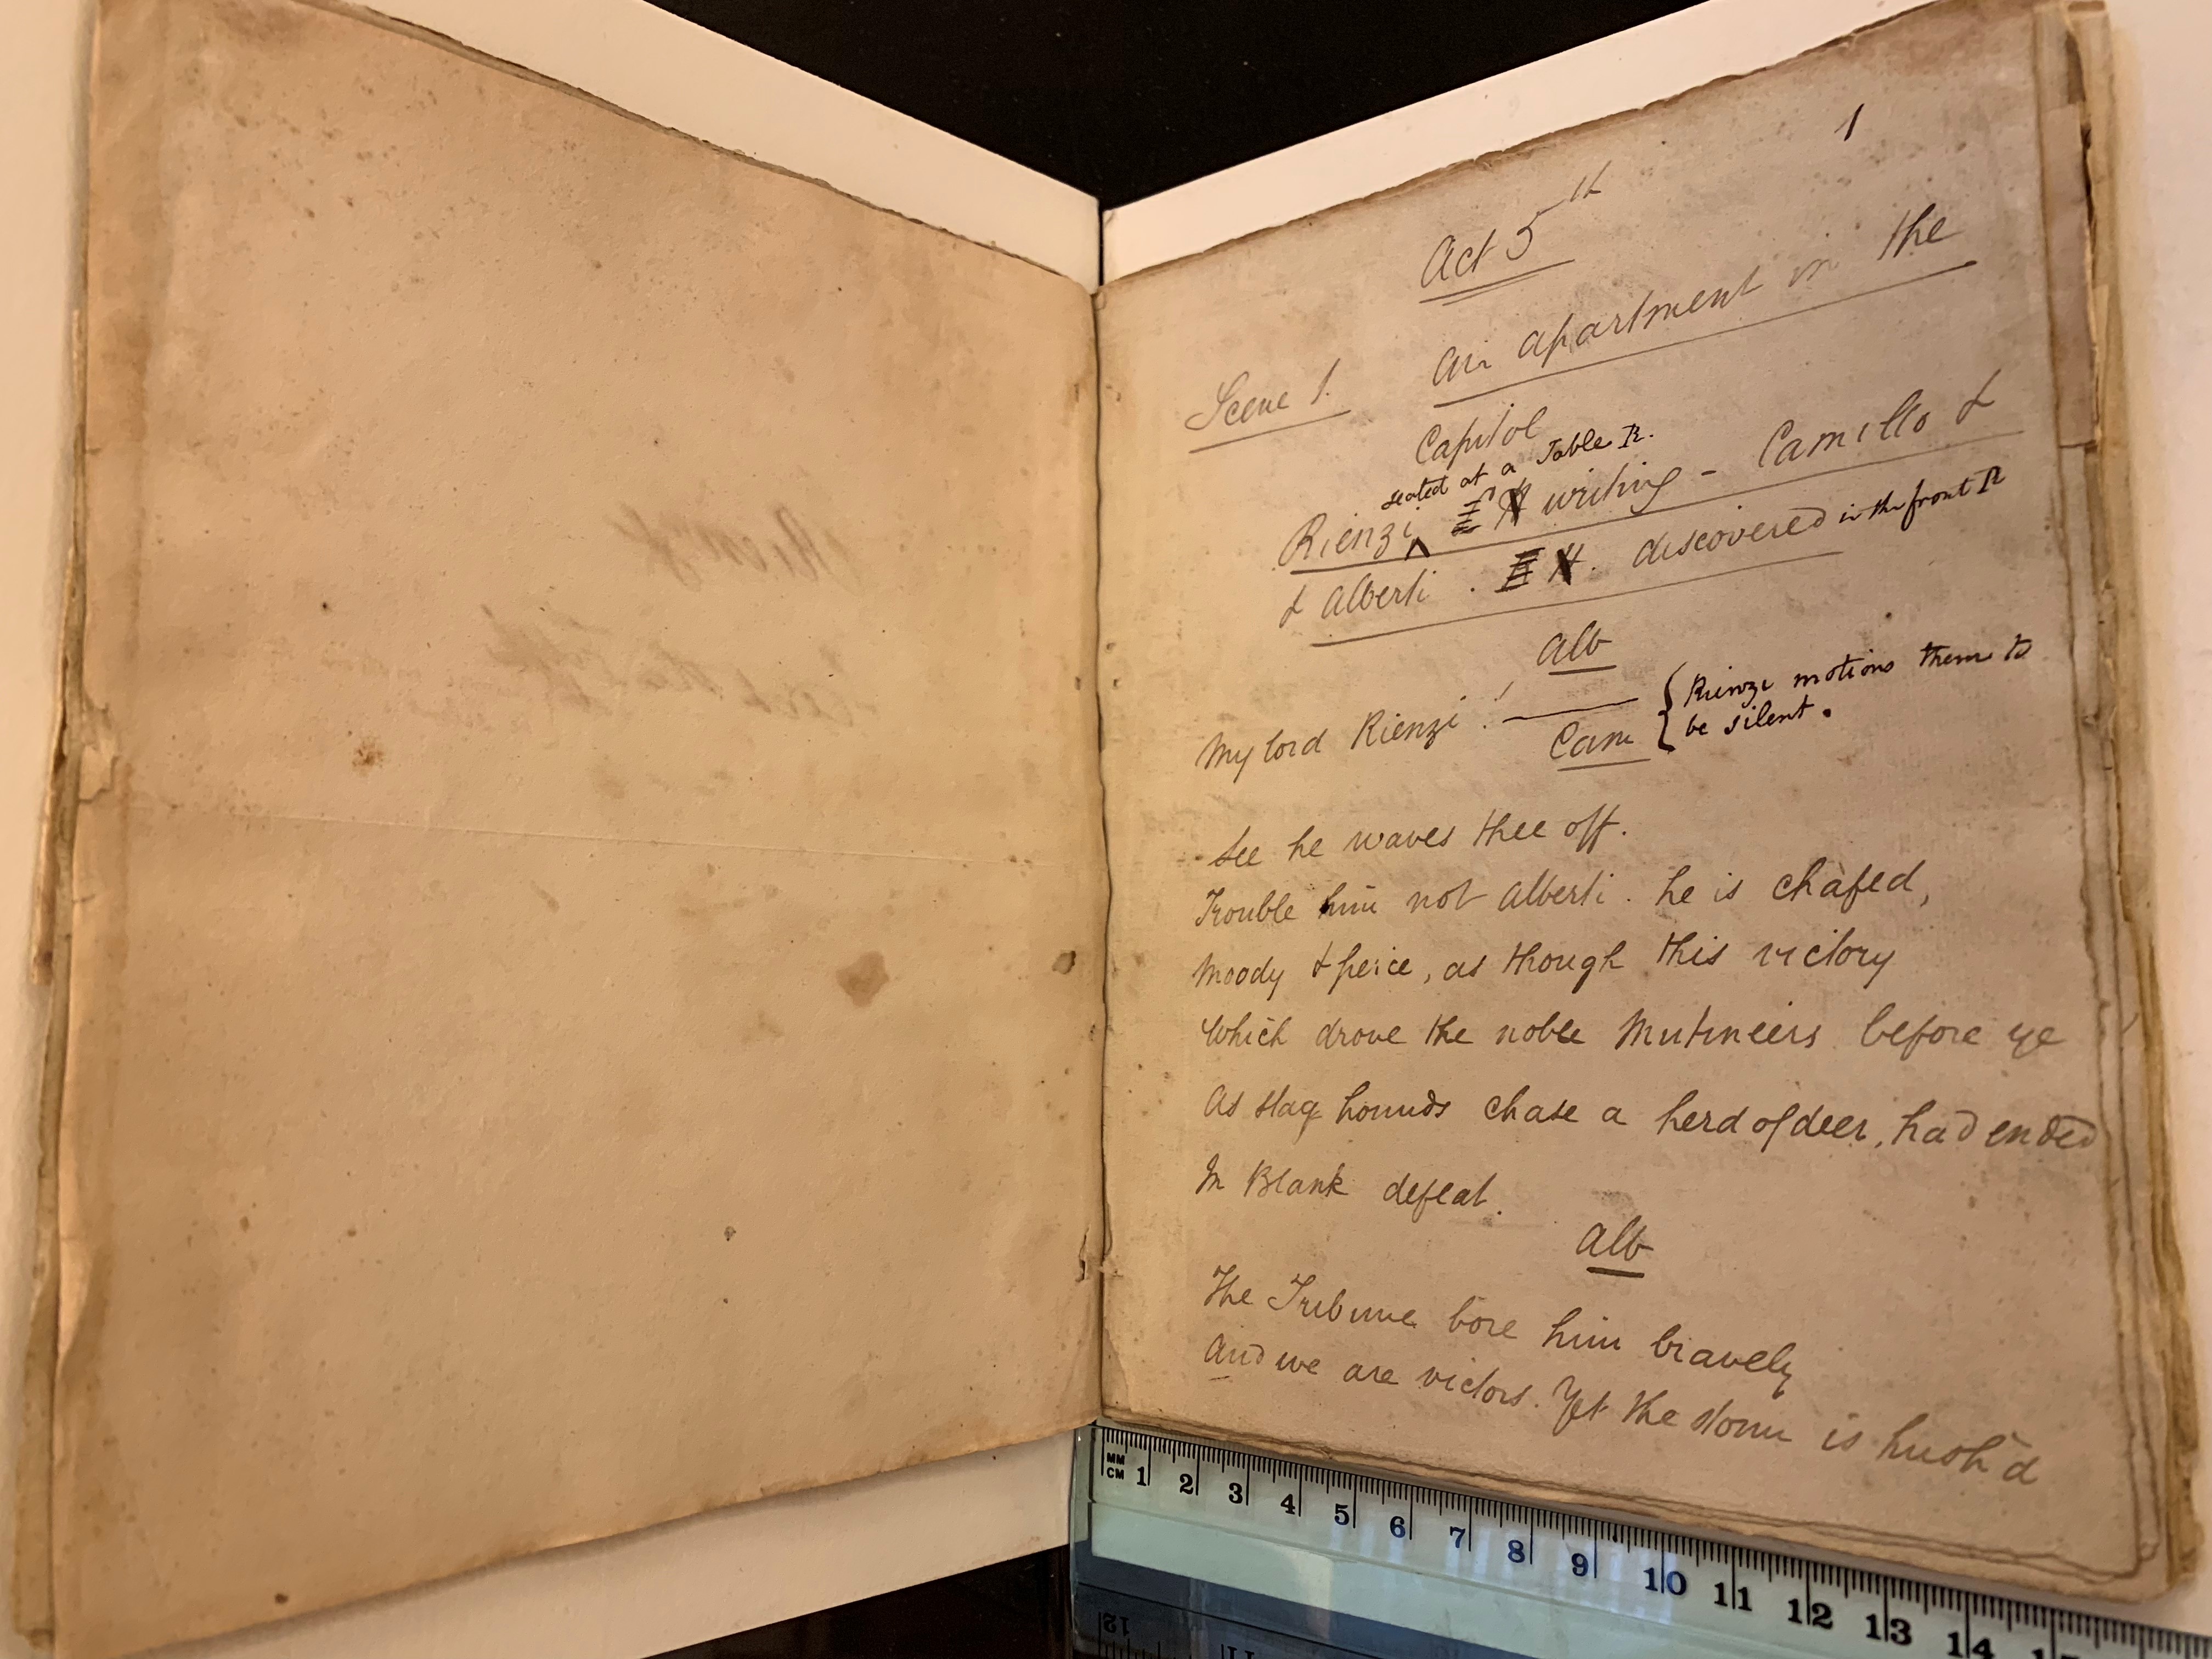 1
Act 5th
Scene 1. An apartment in the
Capitol
seated at a Table R.
Rienzi ^ writing - Camillo &
& Alberti . discovered in the front R
Alb
My lord Rienzi ! { Rienzi motions them to
Cam { be silent.
See he waves thee off.
Trouble him not Alberti. he is chafed,
Moody & feirce, as though this victory
Which drove the noble Mutineers before ye
As stag hounds chase a herd of deer, had ended
In Blank defeat.
Alb
The Tribune bore him bravely
And we are victors. Yet the storm is hush'd
MM
CM 1 2 3 4 5 6 7 8 9 10 11 12 13 14
12 11